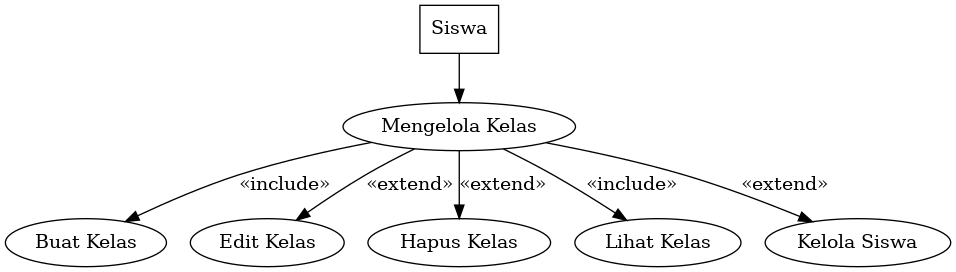 Siswa
Mengelola Kelas
«include»
«extend»
«extend»
«include»
«extend»
Buat Kelas
Edit Kelas
Hapus Kelas
Lihat Kelas
Kelola Siswa